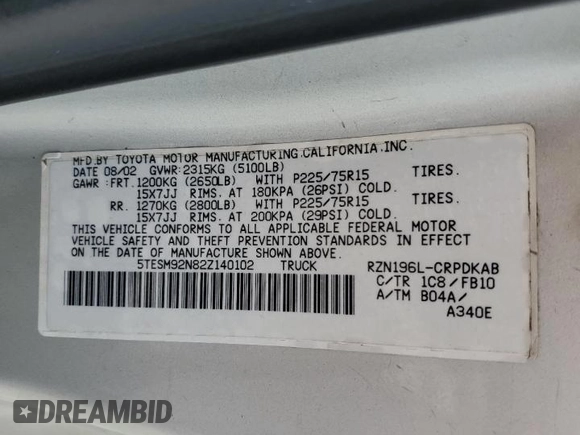 MFD. BY TOYOTA MOTOR MANUFACTURING,CALIFORNIA,INC.
DATE 08/02 GVWR:2315KG (5100LB)
GAWR :FRT.1200KG (2650LB) WITH P225/75R15 TIRES.
15X7JJ RIMS. AT 180KPA (26PSI) COLD.
RR. 1270KG (2800LB) WITH P225/75R15 TIRES.
15X7JJ RIMS. AT 200KPA (29PSI) COLD.
THIS VEHICLE CONFORMS TO ALL APPLICABLE FEDERAL MOTOR
VEHICLE SAFETY AND THEFT PREVENTION STANDARDS IN EFFECT
ON THE DATE OF MANUFACTURE SHOWN ABOVE.
5TESM92N82Z140102 TRUCK RZN196L-CRPDKAB
C/TR 1C8/FB10
A/TM B04A/
A340E
DREAMBID